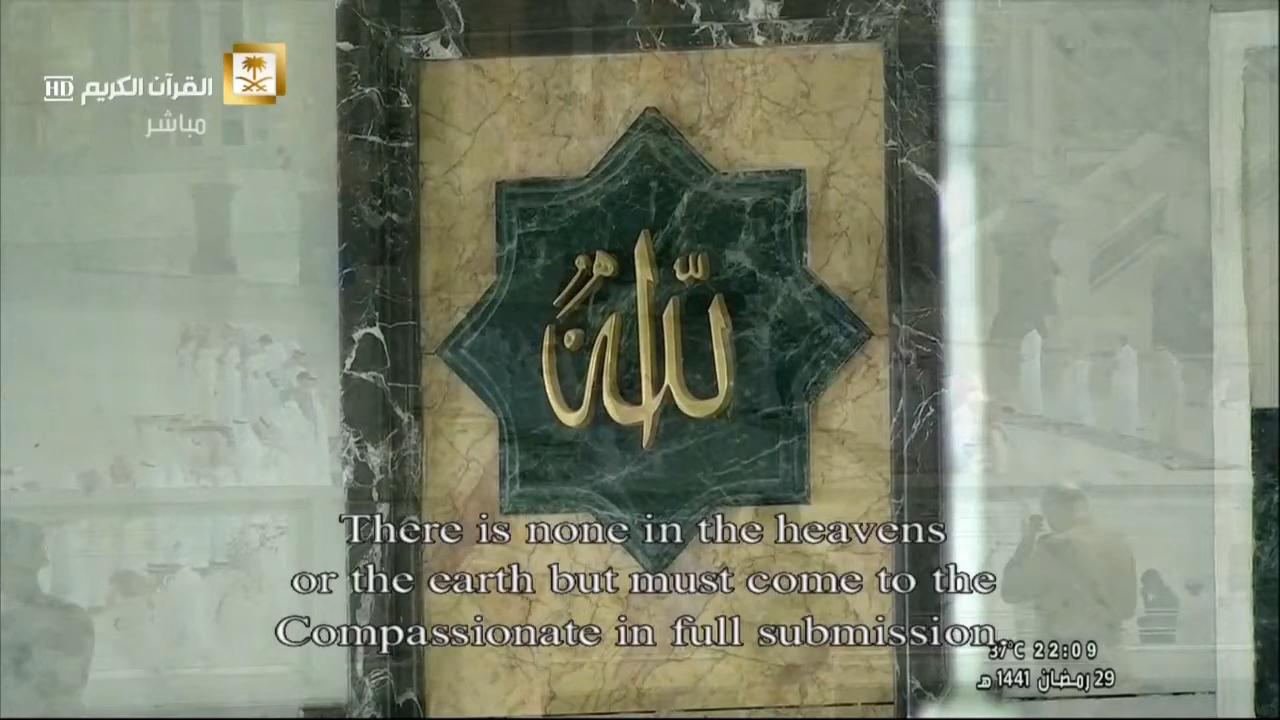 القرآن الكريم HD
مباشر
الله
There is none in the heavens
or the earth but must come to the
Compassionate in full submission.
37°C 22:09
29 رمضان 1441 هـ